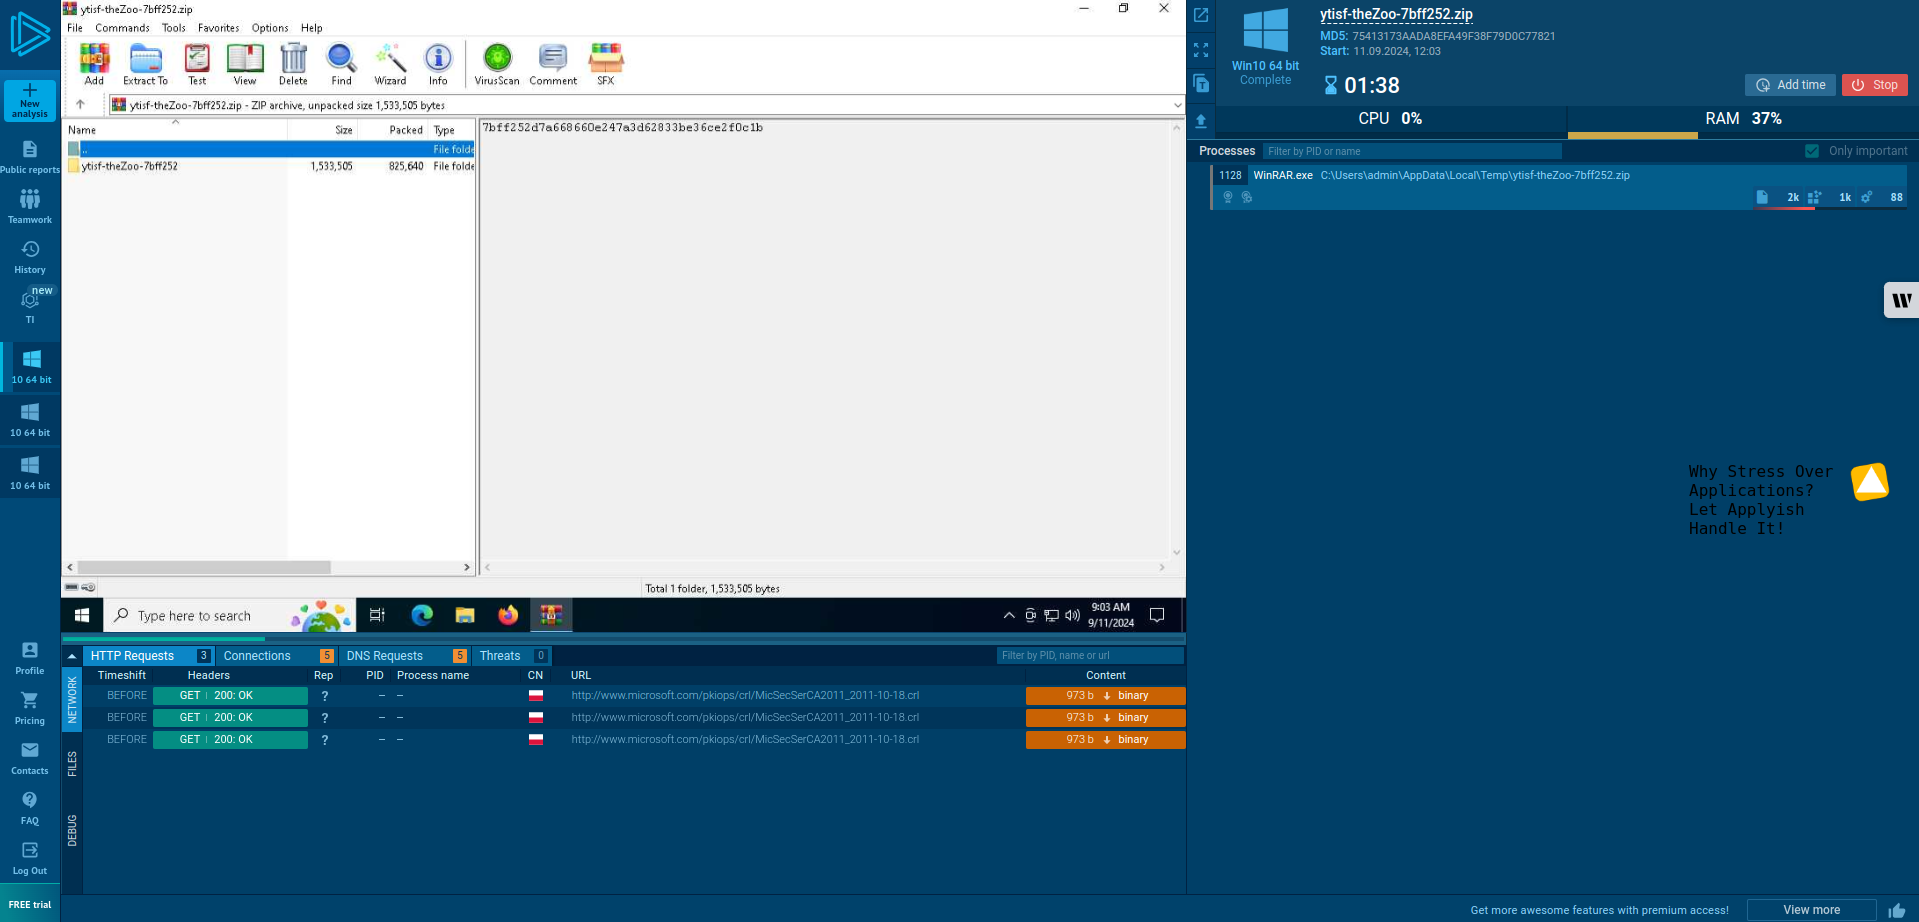 ytisf-theZoo-7bff252.zip
File Commands Tools Favorites Options Help
Add Extract To Test View Delete Find Wizard Info VirusScan Comment SFX
ytisf-theZoo-7bff252.zip - ZIP archive, unpacked size 1,533,505 bytes
Name Size Packed Type
.. File folde
ytisf-theZoo-7bff252 1,533,505 825,640 File folde
7bff252d7a668660e247a3d62833be36ce2f0c1b
Total 1 folder, 1,533,505 bytes
Type here to search
9:03 AM
9/11/2024
New
analysis
Public reports
Teamwork
History
new
TI
10 64 bit
10 64 bit
10 64 bit
Profile
Pricing
Contacts
FAQ
Log Out
FREE trial
HTTP Requests 3 Connections 5 DNS Requests 5 Threats 0
Filter by PID, name or url
NETWORK
FILES
DEBUG
Timeshift Headers Rep PID Process name CN URL Content
BEFORE GET | 200: OK ? – – http://www.microsoft.com/pkiops/crl/MicSecSerCA2011_2011-10-18.crl 973 b binary
BEFORE GET | 200: OK ? – – http://www.microsoft.com/pkiops/crl/MicSecSerCA2011_2011-10-18.crl 973 b binary
BEFORE GET | 200: OK ? – – http://www.microsoft.com/pkiops/crl/MicSecSerCA2011_2011-10-18.crl 973 b binary
Win10 64 bit
Complete
ytisf-theZoo-7bff252.zip
MD5: 75413173AADA8EFA49F38F79D0C77821
Start: 11.09.2024, 12:03
01:38
Add time
Stop
CPU 0%
RAM 37%
Processes
Filter by PID or name
Only important
1128 WinRAR.exe C:\Users\admin\AppData\Local\Temp\ytisf-theZoo-7bff252.zip
2k 1k 88
W
Why Stress Over
Applications?
Let Applyish
Handle It!
Get more awesome features with premium access!
View more